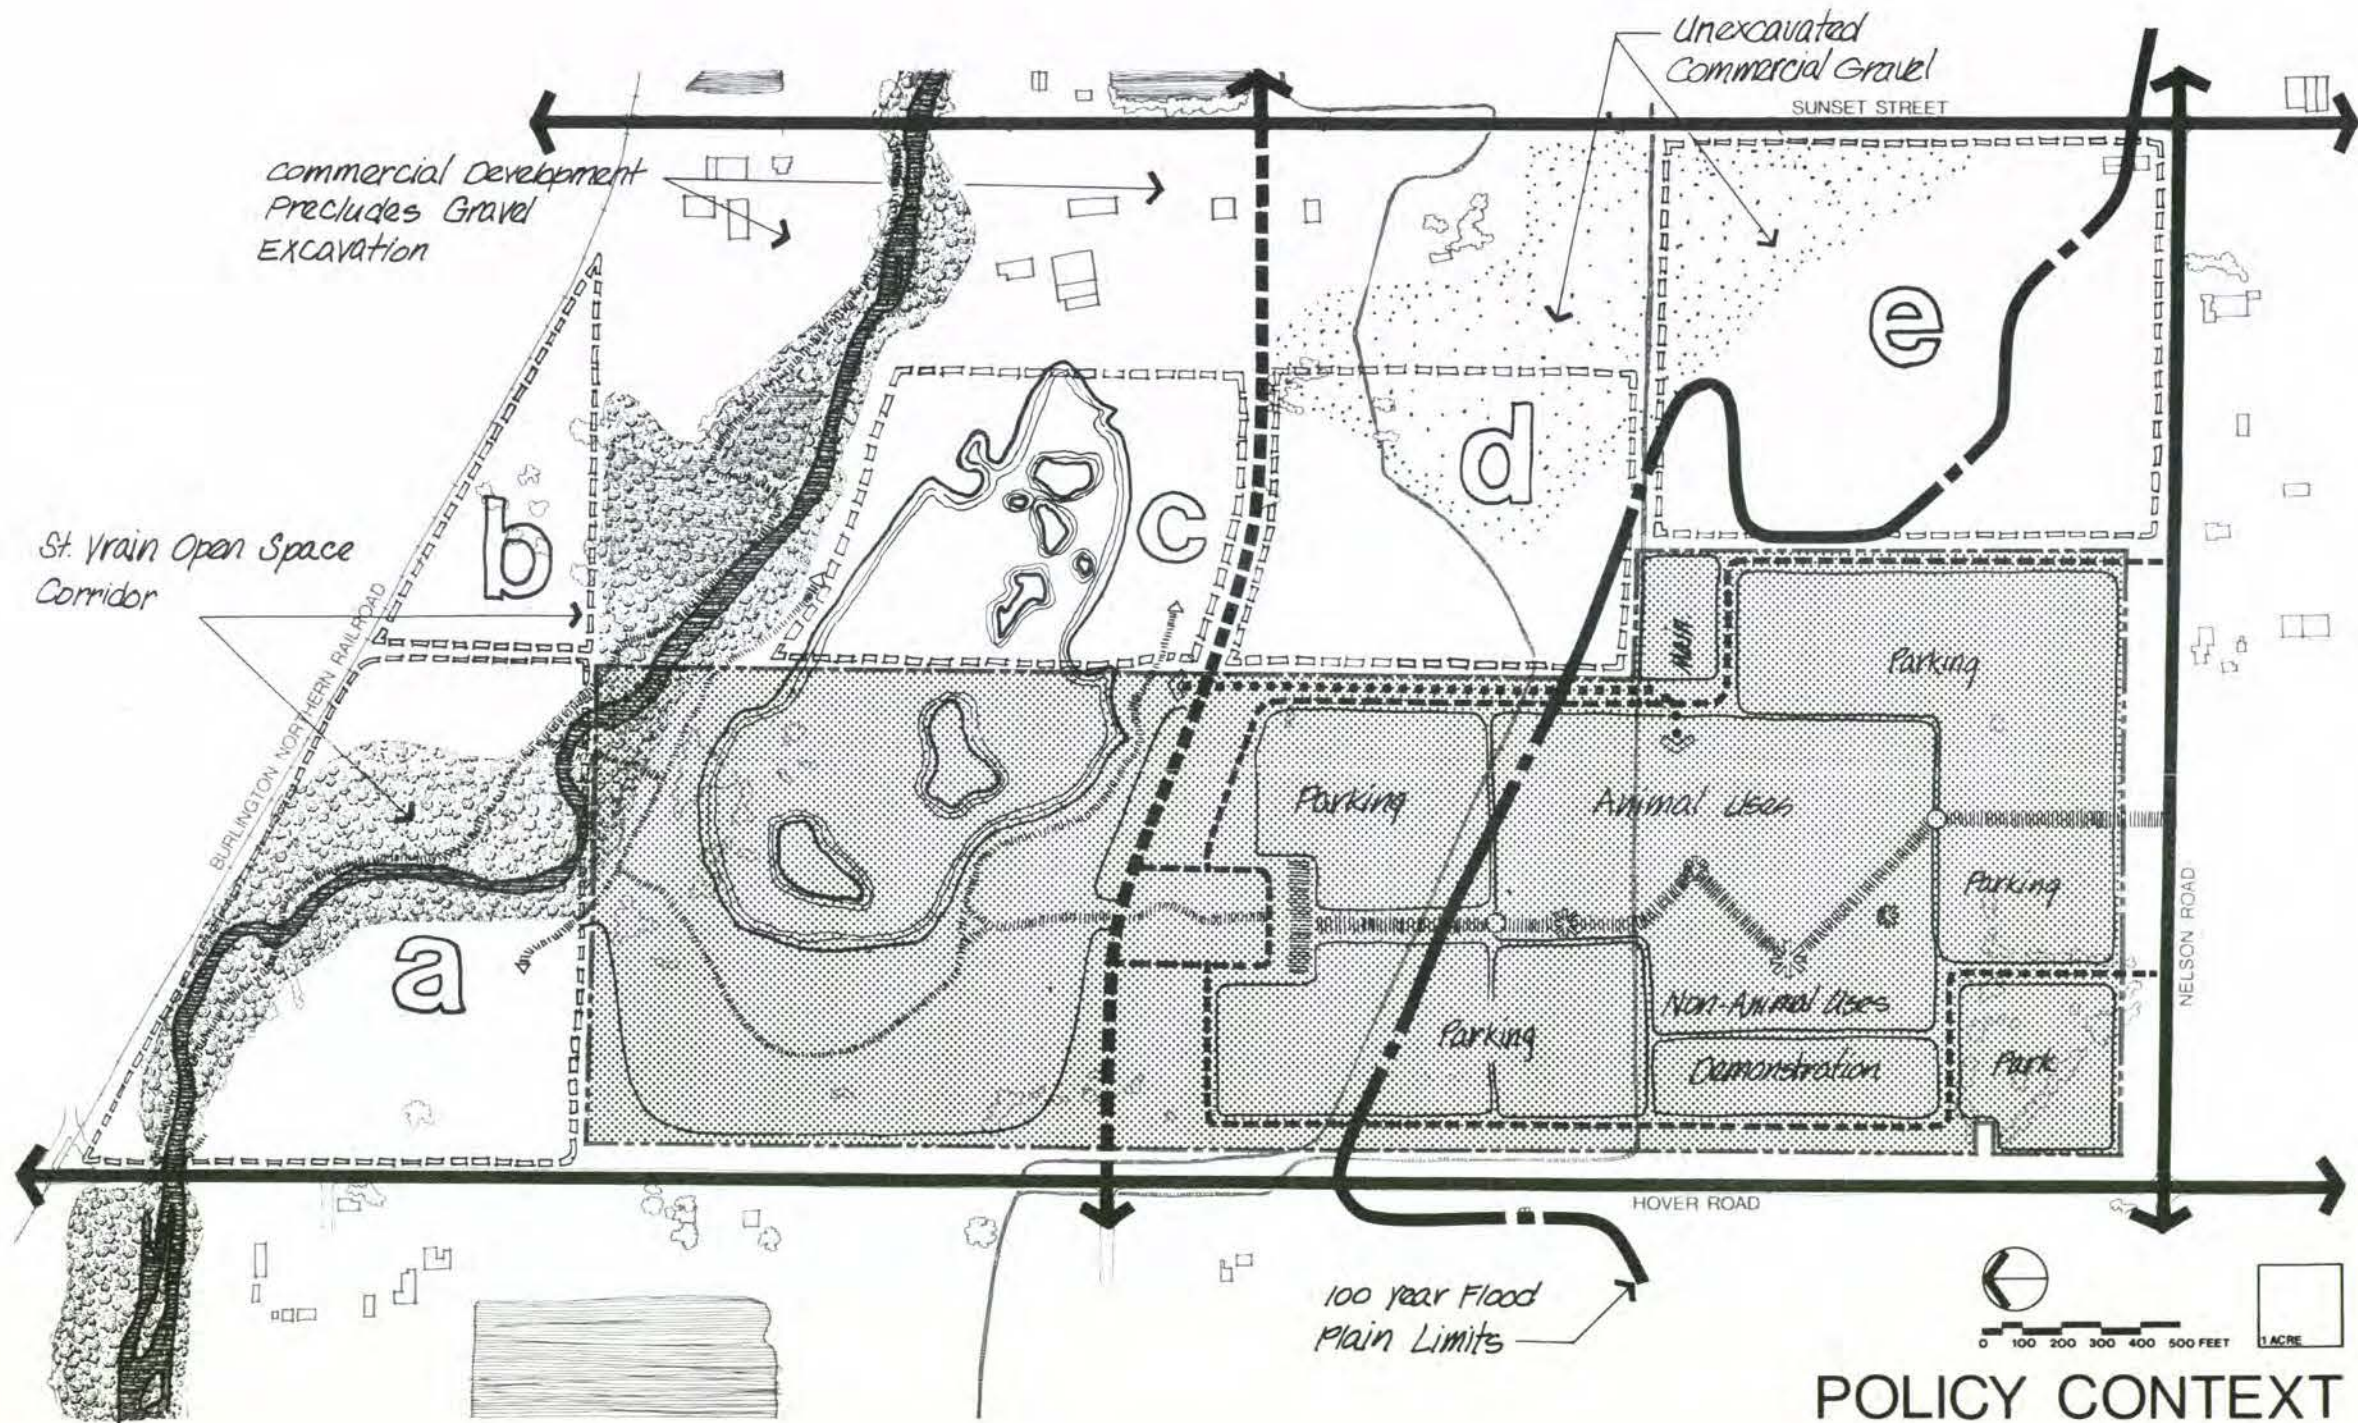 Unexcavated
Commercial Gravel
SUNSET STREET
Commercial Development
Precludes Gravel
Excavation
e
d
c
b
St. Vrain Open Space
Corridor
BURLINGTON NORTHERN RAILROAD
Main
Parking
Parking
Animal Uses
Parking
NELSON ROAD
a
Non-Animal Uses
Parking
Demonstration
Park
HOVER ROAD
100 year Flood
Plain Limits
0 100 200 300 400 500 FEET
1 ACRE
POLICY CONTEXT